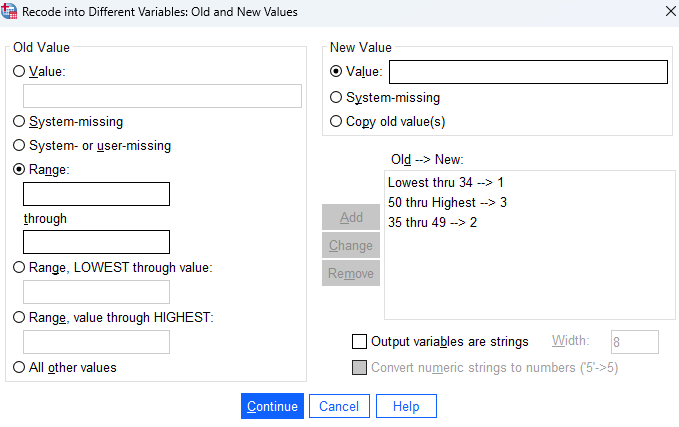 Recode into Different Variables: Old and New Values
Old Value
Value:
System-missing
System- or user-missing
Range:
through
Range, LOWEST through value:
Range, value through HIGHEST:
All other values
New Value
Value:
System-missing
Copy old value(s)
Old --> New:
Lowest thru 34 --> 1
50 thru Highest --> 3
35 thru 49 --> 2
Add
Change
Remove
Output variables are strings Width: 8
Convert numeric strings to numbers ('5'->5)
Continue Cancel Help